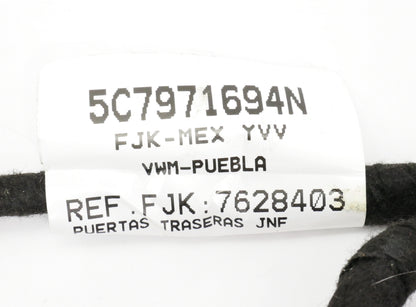 5C7971694N
FJK-MEX YVV
VWM-PUEBLA
REF.FJK:7628403
PUERTAS TRASERAS JNF